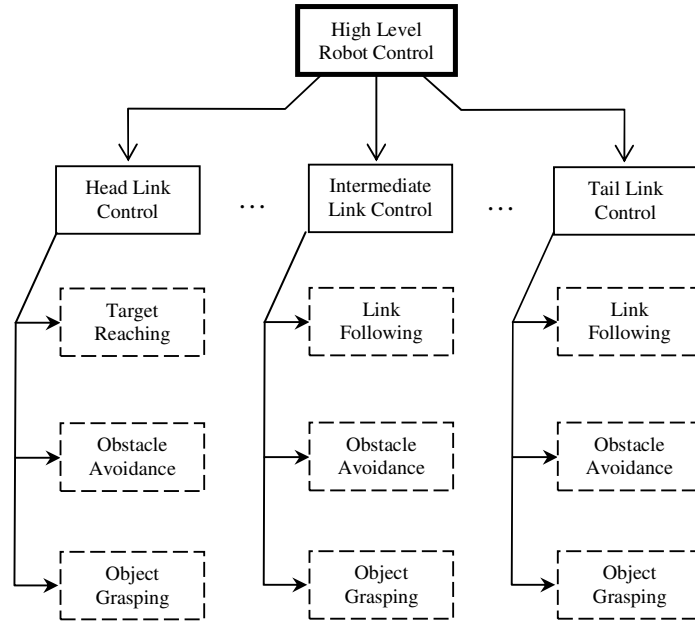 High Level
Robot Control
Head Link
Control
...
Intermediate
Link Control
...
Tail Link
Control
Target
Reaching
Link
Following
Link
Following
Obstacle
Avoidance
Obstacle
Avoidance
Obstacle
Avoidance
Object
Grasping
Object
Grasping
Object
Grasping